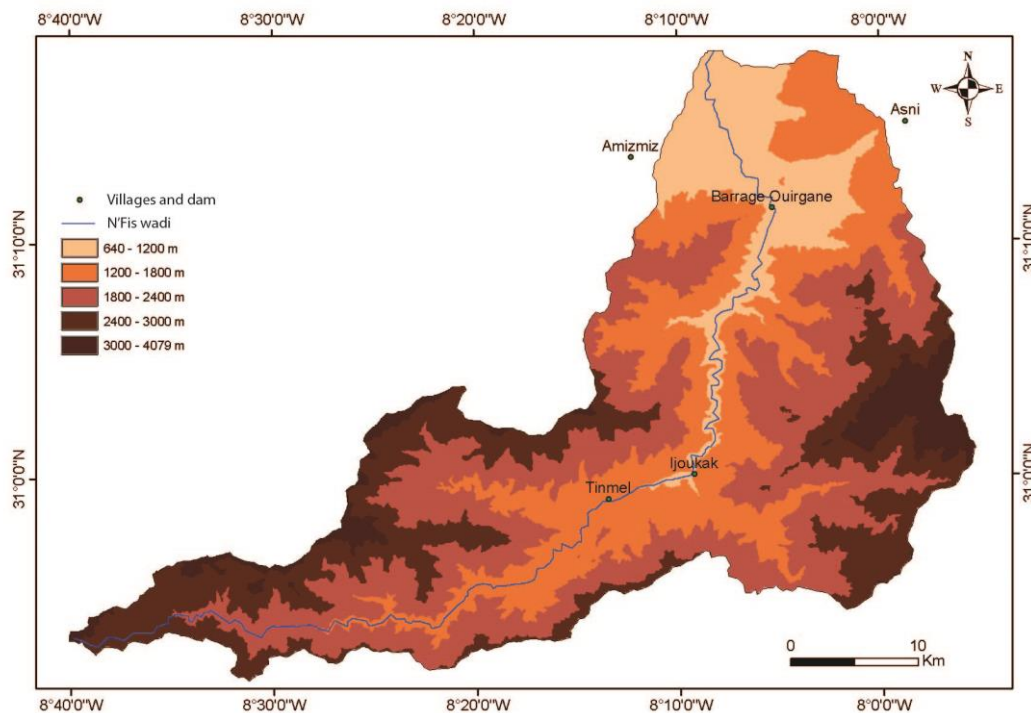 8°40'0"W 8°30'0"W 8°20'0"W 8°10'0"W 8°0'0"W
N
W E
S
Asni
Amizmiz
Villages and dam
Barrage Ouirgane
N'Fis wadi
31°10'0"N
31°10'0"N
640 - 1200 m
1200 - 1800 m
1800 - 2400 m
2400 - 3000 m
3000 - 4079 m
Ijoukak
31°0'0"N
31°0'0"N
Tinmel
0 10
Km
8°40'0"W 8°30'0"W 8°20'0"W 8°10'0"W 8°0'0"W